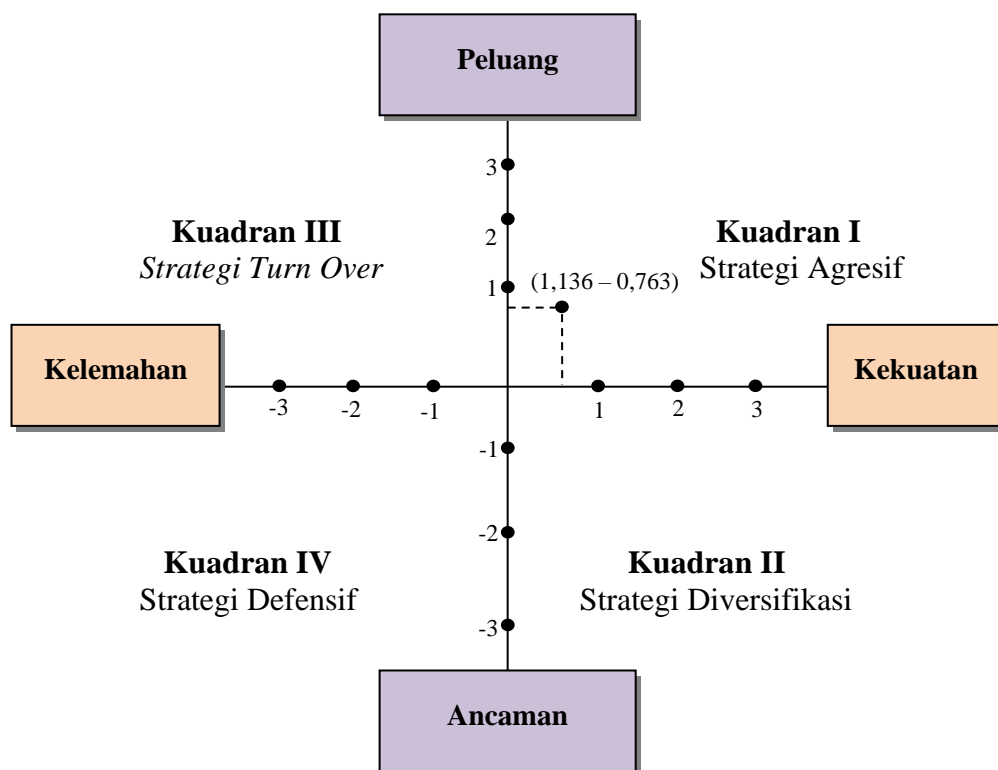 Peluang
3
Kuadran III
Strategi Turn Over
2
Kuadran I
Strategi Agresif
1
(1,136 – 0,763)
Kelemahan
Kekuatan
-3
-2
-1
1
2
3
-1
-2
Kuadran IV
Strategi Defensif
Kuadran II
Strategi Diversifikasi
-3
Ancaman